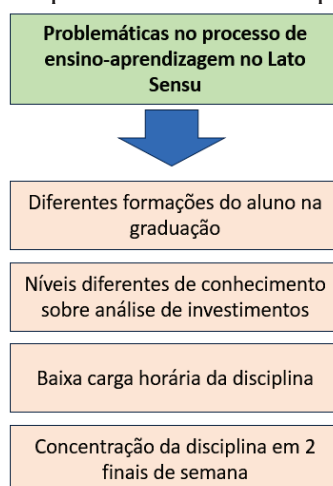 Problemáticas no processo de
ensino-aprendizagem no Lato
Sensu
Diferentes formações do aluno na
graduação
Níveis diferentes de conhecimento
sobre análise de investimentos
Baixa carga horária da disciplina
Concentração da disciplina em 2
finais de semana